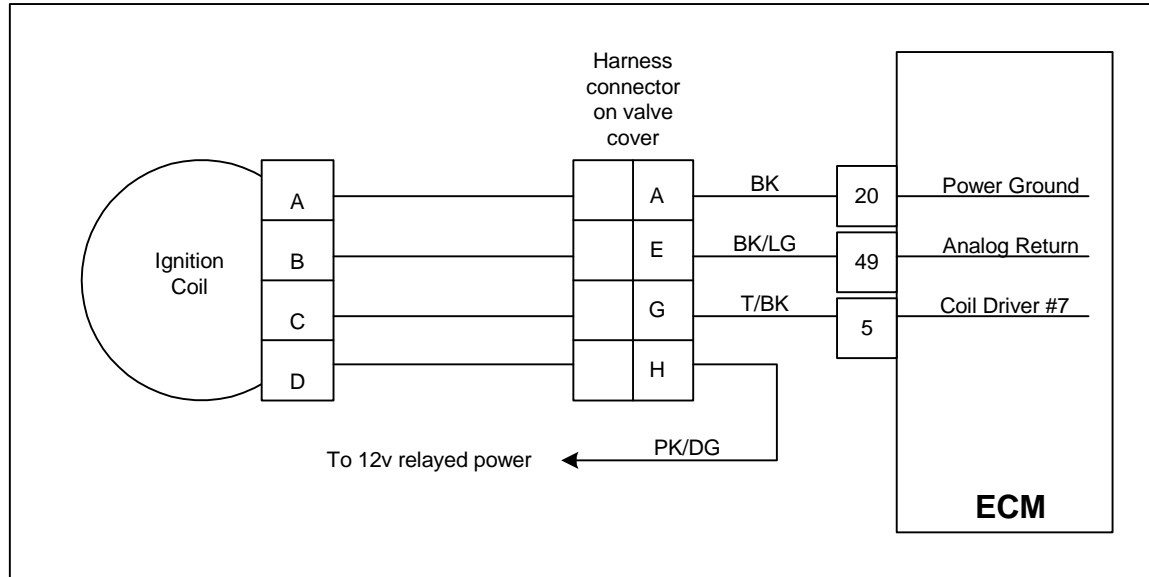 Harness
connector
on valve
cover
Ignition
Coil
A
B
C
D
A
E
G
H
BK
BK/LG
T/BK
PK/DG
To 12v relayed power
20
49
5
Power Ground
Analog Return
Coil Driver #7
ECM